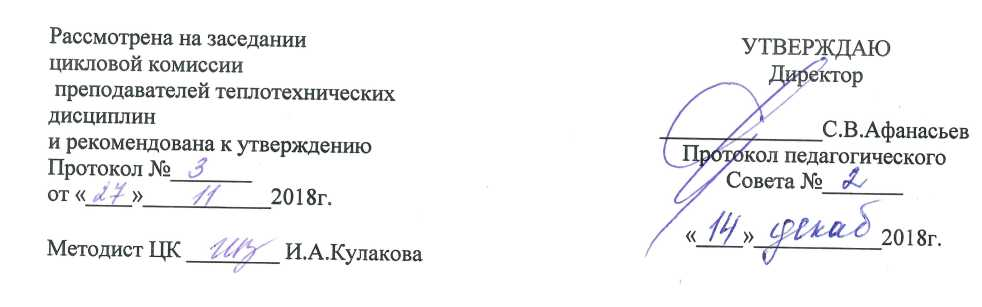 Рассмотрена на заседании
цикловой комиссии
преподавателей теплотехнических
дисциплин
и рекомендована к утверждению
Протокол № 3
от «27» 11 2018г.
Методист ЦК И.А.Кулакова
УТВЕРЖДАЮ
Директор
С.В.Афанасьев
Протокол педагогического
Совета № 2
«14» декаб 2018г.